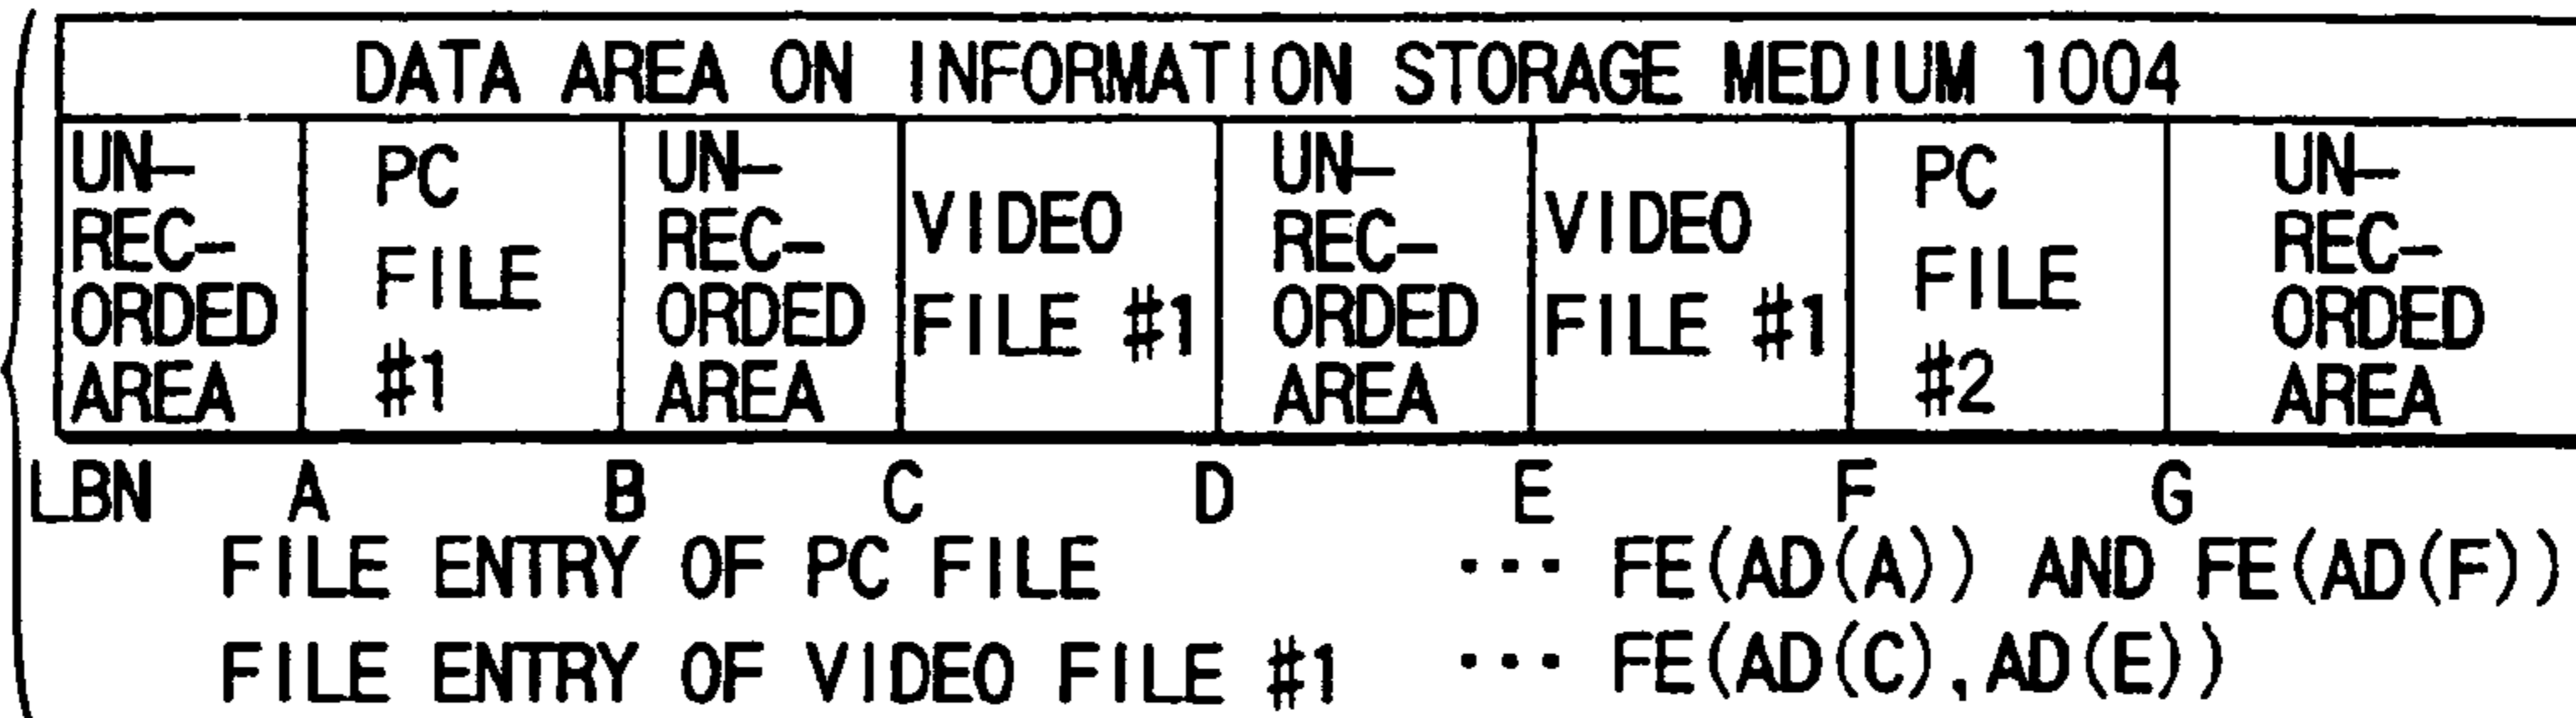 DATA AREA ON INFORMATION STORAGE MEDIUM 1004
UN-
REC-
ORDED
AREA
PC
FILE
#1
UN-
REC-
ORDED
AREA
VIDEO
FILE #1
UN-
REC-
ORDED
AREA
VIDEO
FILE #1
PC
FILE
#2
UN-
REC-
ORDED
AREA
LBN A B C D E F G
FILE ENTRY OF PC FILE ... FE(AD(A)) AND FE(AD(F))
FILE ENTRY OF VIDEO FILE #1 ... FE(AD(C),AD(E))